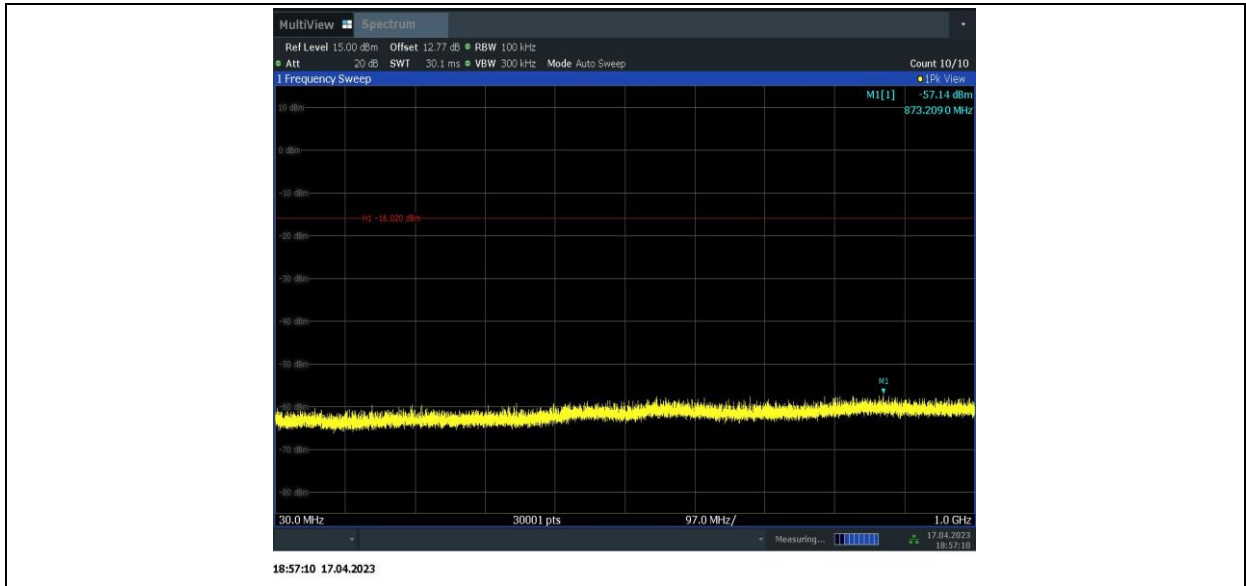 MultiView Spectrum
Ref Level 15.00 dBm Offset 12.77 dB RBW 100 kHz
Att 20 dB SWT 30.1 ms VBW 300 kHz Mode Auto Sweep Count 10/10
1 Frequency Sweep 1Pk View
M1[1] -57.14 dBm
10 dBm
873.2090 MHz
0 dBm
-10 dBm
H1 -16.020 dBm
-20 dBm
-30 dBm
-40 dBm
-50 dBm
M1
-60 dBm
-70 dBm
-80 dBm
30.0 MHz 30001 pts 97.0 MHz/ 1.0 GHz
Measuring... 17.04.2023
18:57:10
18:57:10 17.04.2023